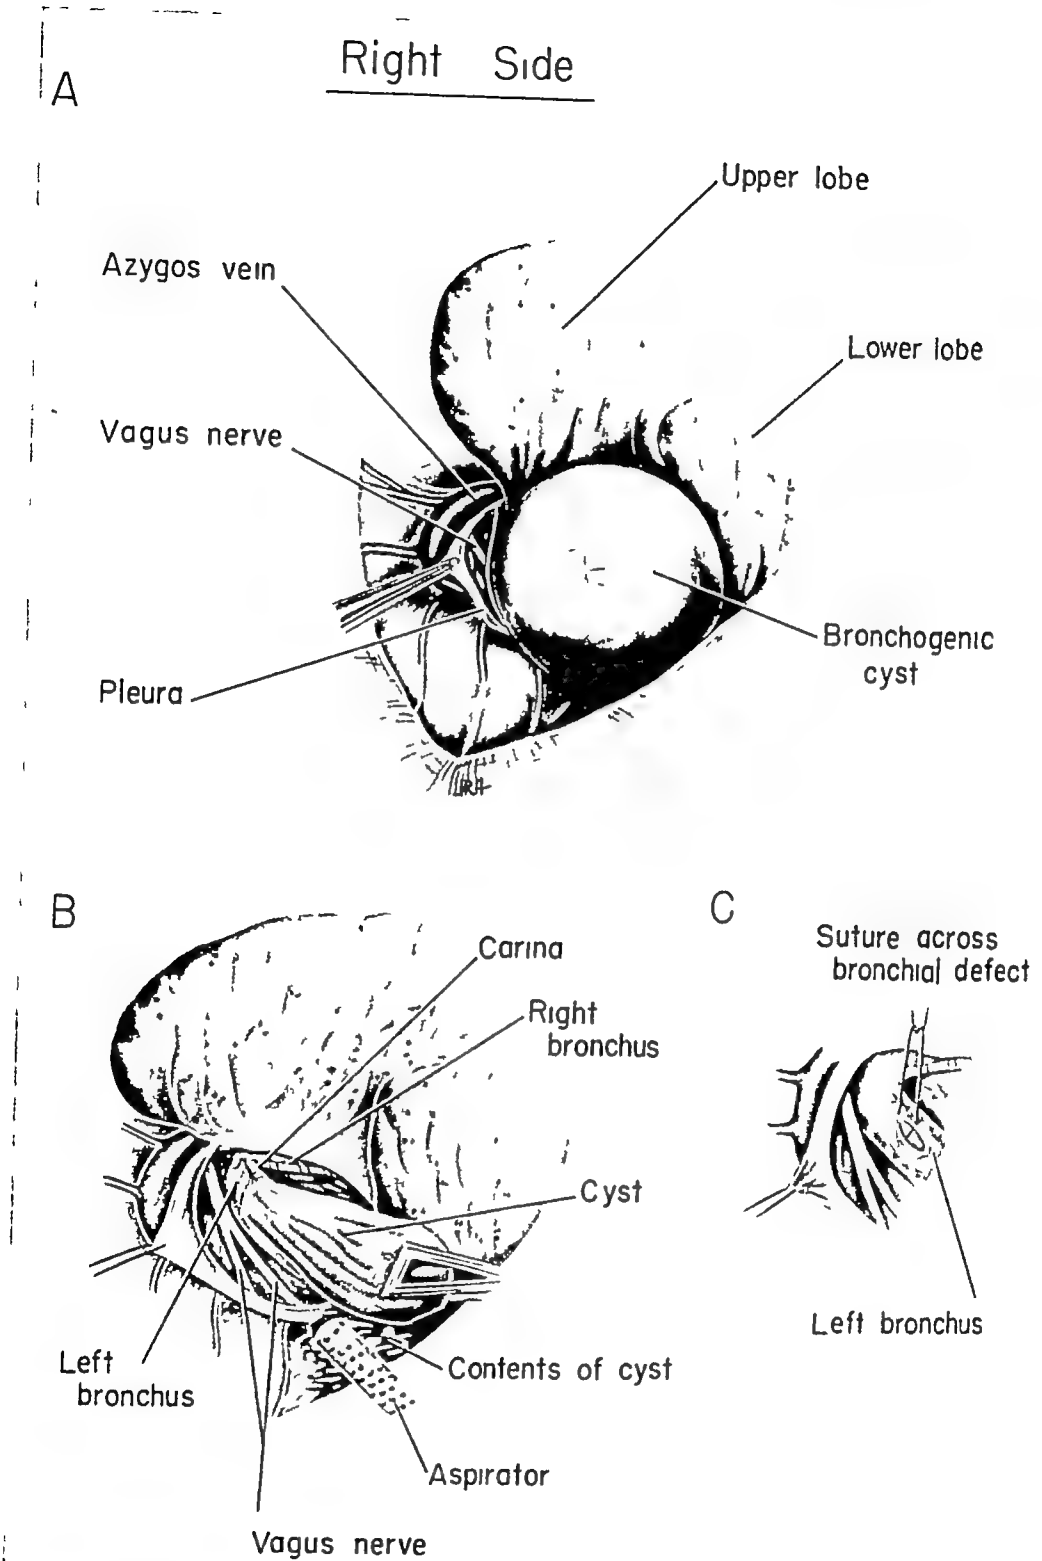 Right Side
A
Upper lobe
Azygos vein
Lower lobe
Vagus nerve
Bronchogenic
cyst
Pleura
B
Carina
Right
bronchus
Cyst
Left
bronchus
Contents of cyst
Aspirator
Vagus nerve
C
Suture across
bronchial defect
Left bronchus